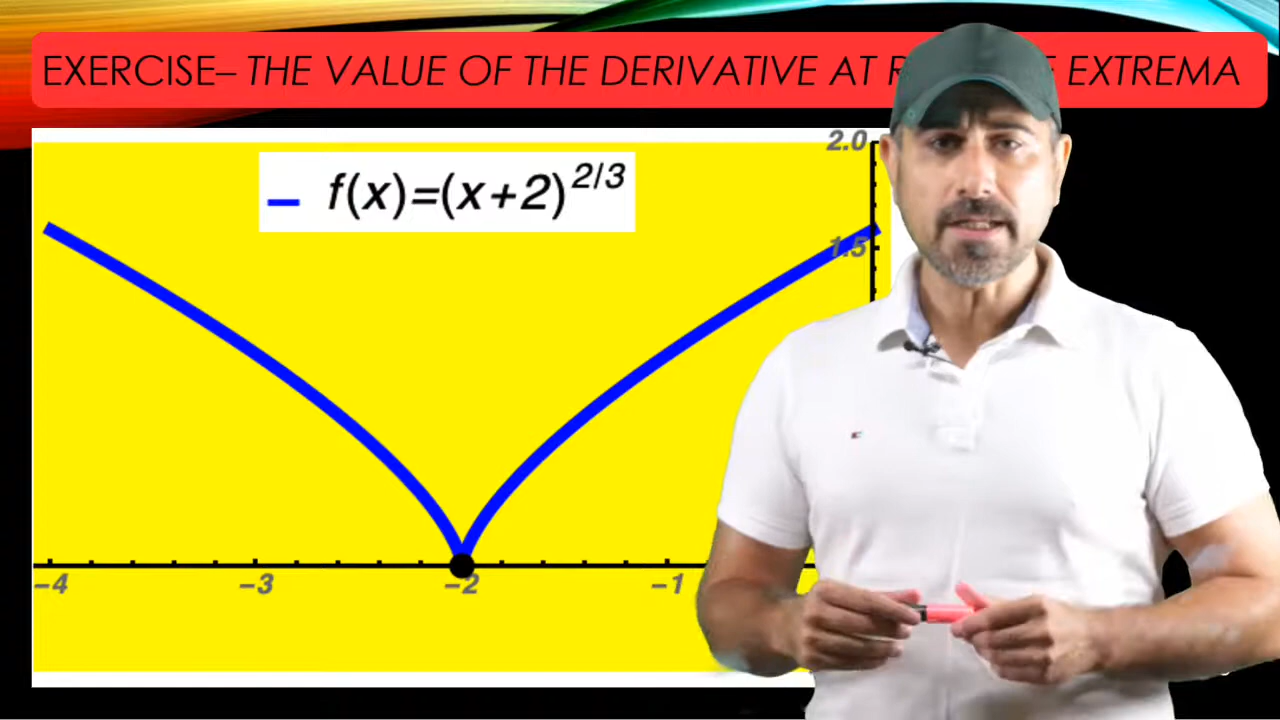 EXERCISE– THE VALUE OF THE DERIVATIVE AT EXTREMA
2.0
– f(x)=(x+2)^2/3
1.5
–4 –3 –2 –1